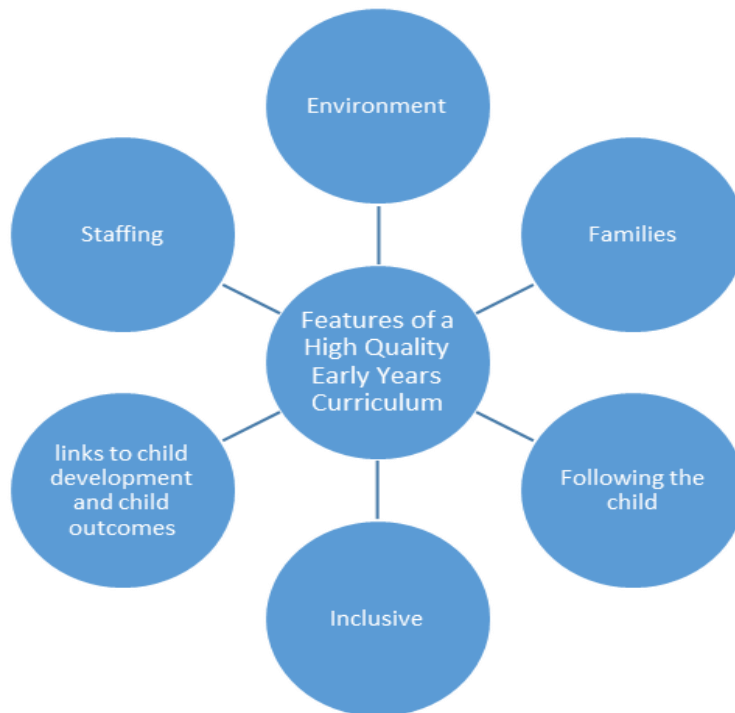 Environment
Staffing
Families
Features of a
High Quality
Early Years
Curriculum
links to child
development
and child
outcomes
Following the
child
Inclusive